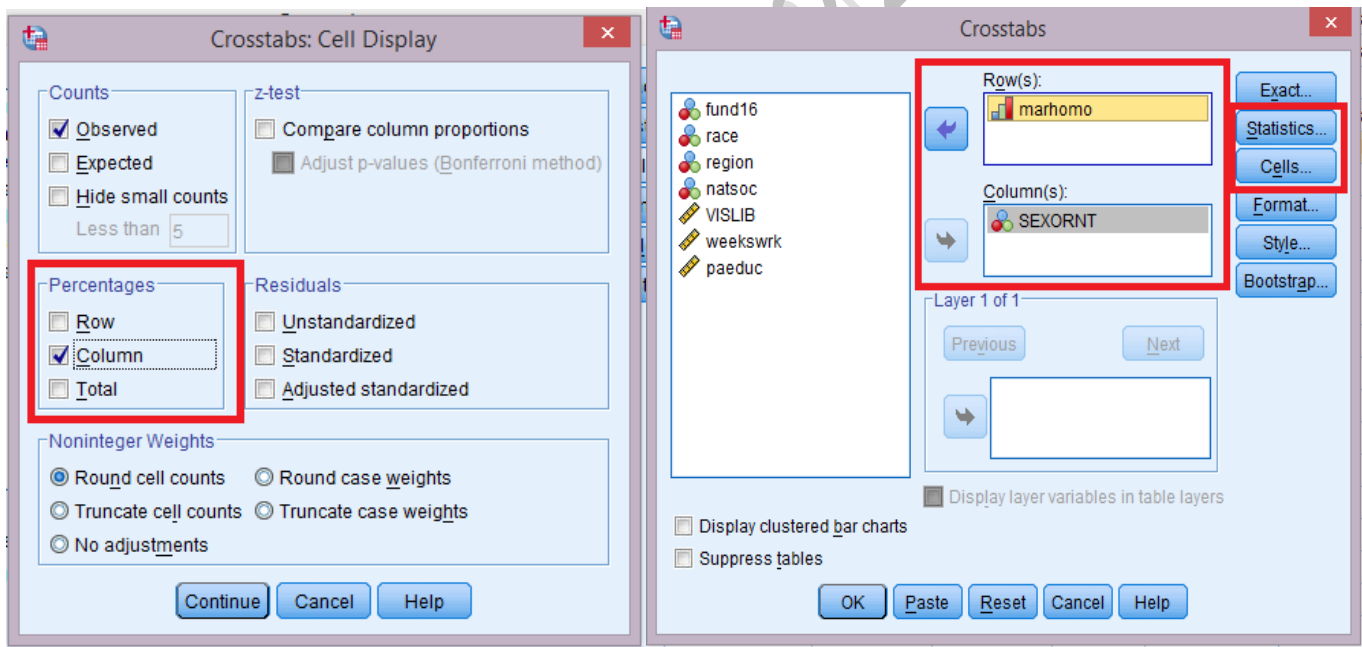 Crosstabs: Cell Display
Counts
Observed
Expected
Hide small counts
Less than 5
z-test
Compare column proportions
Adjust p-values (Bonferroni method)
Percentages
Row
Column
Total
Residuals
Unstandardized
Standardized
Adjusted standardized
Noninteger Weights
Round cell counts
Round case weights
Truncate cell counts
Truncate case weights
No adjustments
Continue
Cancel
Help
Crosstabs
fund16
race
region
natsoc
VISLIB
weekswrk
paeduc
Row(s):
marhomo
Column(s):
SEXORNT
Layer 1 of 1
Previous
Next
Display layer variables in table layers
Exact...
Statistics...
Cells...
Format...
Style...
Bootstrap...
Display clustered bar charts
Suppress tables
OK
Paste
Reset
Cancel
Help